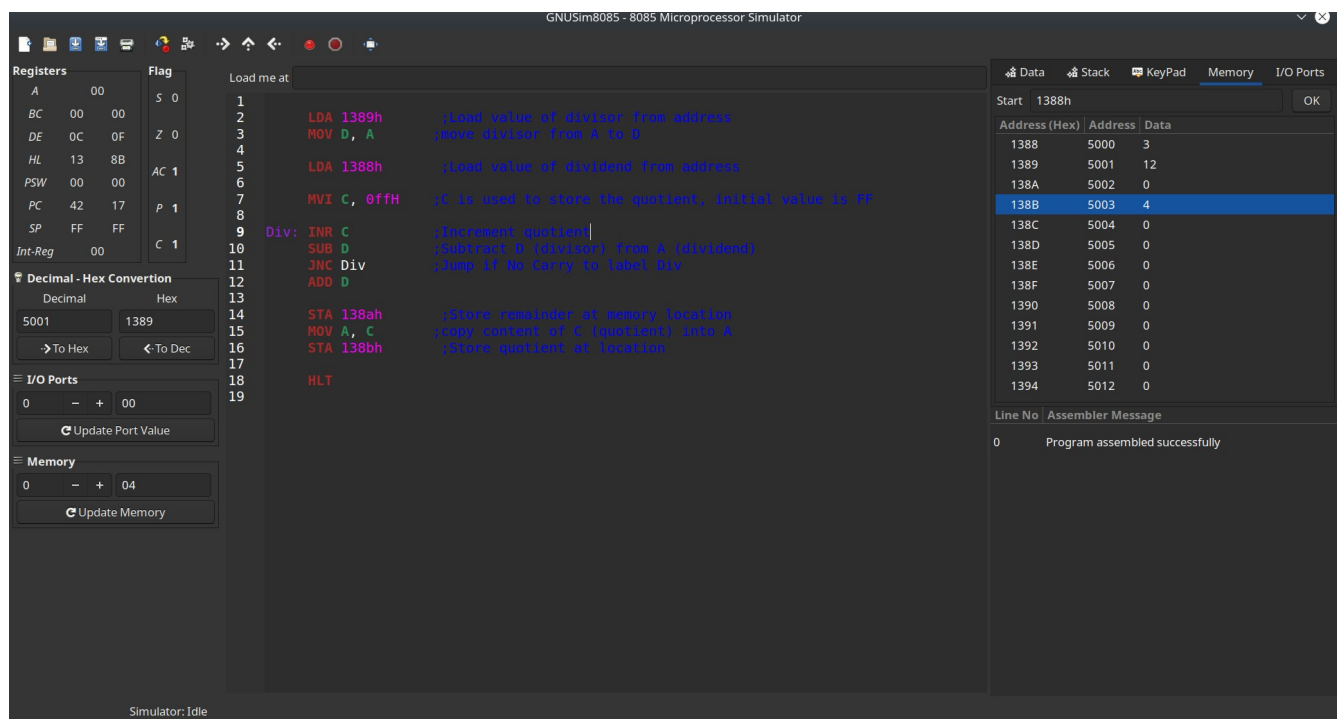 GNUSim8085 - 8085 Microprocessor Simulator
Registers
A 00
BC 00 00
DE 0C 0F
HL 13 8B
PSW 00 00
PC 42 17
SP FF FF
Int-Reg 00
Flag
S 0
Z 0
AC 1
P 1
C 1
Decimal - Hex Convertion
Decimal Hex
5001 1389
To Hex To Dec
I/O Ports
0 - + 00
Update Port Value
Memory
0 - + 04
Update Memory
Load me at
1
2 LDA 1389h ;Load value of divisor from address
3 MOV D, A ;move divisor from A to D
4
5 LDA 1388h ;Load value of dividend from address
6
7 MVI C, 0ffH ;C is used to store the quotient, initial value is FF
8
9 Div: INR C ;Increment quotient
10 SUB D ;Subtract D (divisor) from A (dividend)
11 JNC Div ;Jump if No Carry to label Div
12 ADD D
13
14 STA 138ah ;Store remainder at memory location
15 MOV A, C ;copy content of C (quotient) into A
16 STA 138bh ;Store quotient at location
17
18 HLT
19
Data Stack KeyPad Memory I/O Ports
Start 1388h OK
Address (Hex) Address Data
1388 5000 3
1389 5001 12
138A 5002 0
138B 5003 4
138C 5004 0
138D 5005 0
138E 5006 0
138F 5007 0
1390 5008 0
1391 5009 0
1392 5010 0
1393 5011 0
1394 5012 0
Line No Assembler Message
0 Program assembled successfully
Simulator: Idle